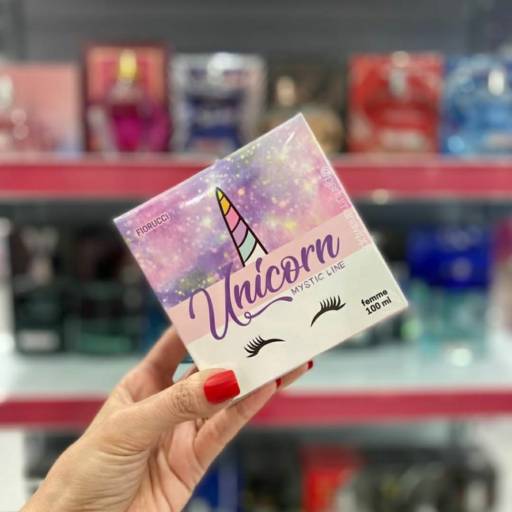 FIORUCCI
Unicorn
MYSTIC LINE
femme
100 ml